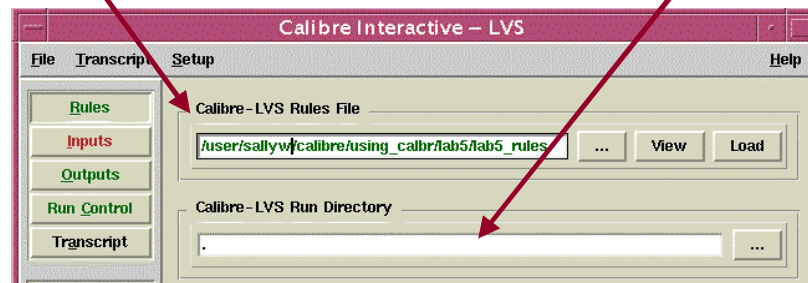 Calibre Interactive – LVS
File Transcript Setup Help
Rules
Inputs
Outputs
Run Control
Transcript
Calibre-LVS Rules File
/user/sallyw/calibre/using_calbr/lab5/lab5_rules ... View Load
Calibre-LVS Run Directory
. ...